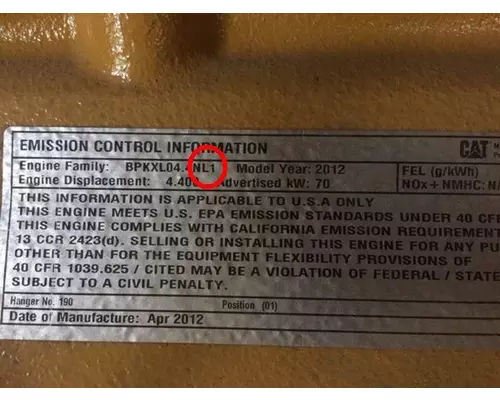 EMISSION CONTROL INFORMATION
CAT
Engine Family: BPKXL04.4NL1 Model Year: 2012 FEL (g/kWh)
Engine Displacement: Advertised kW: 70 NOx+NMHC:
THIS INFORMATION IS APPLICABLE TO U.S.A ONLY
THIS ENGINE MEETS U.S. EPA EMISSION STANDARDS UNDER 40 CFR
THIS ENGINE COMPLIES WITH CALIFORNIA EMISSION REQUIREMEN
13 CCR 2423(d). SELLING OR INSTALLING THIS ENGINE FOR ANY PU
OTHER THAN FOR THE EQUIPMENT FLEXIBILITY PROVISIONS OF
40 CFR 1039.625 / CITED MAY BE A VIOLATION OF FEDERAL / STATE
SUBJECT TO A CIVIL PENALTY.
Hanger No. 190 Position (01)
Date of Manufacture: Apr 2012